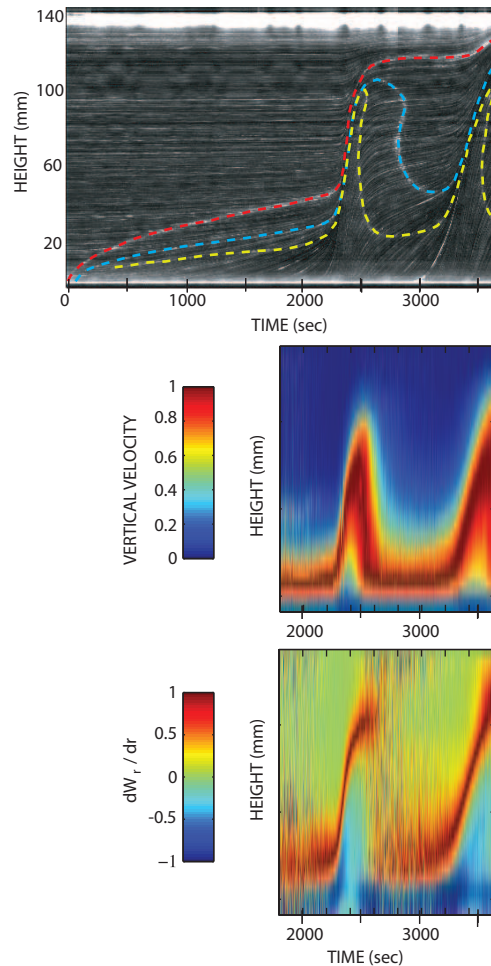 140
100
60
20
HEIGHT (mm)
0 1000 2000 3000
TIME (sec)
1
0.8
0.6
0.4
0.2
0
VERTICAL VELOCITY
HEIGHT (mm)
2000 3000
1
0.5
0
-0.5
−1
dWr / dr
HEIGHT (mm)
2000 3000
TIME (sec)